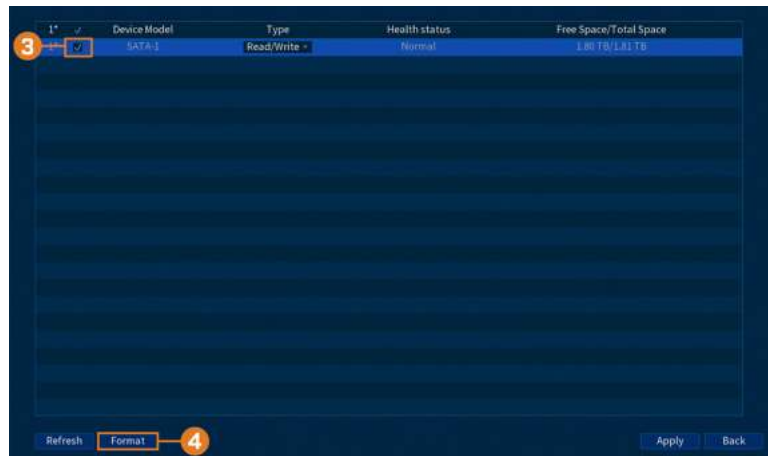 1* ✓ Device Model Type Health status Free Space/Total Space
3 1* ✓ SATA-1 Read/Write Normal 1.80 TB/1.81 TB
Refresh Format 4 Apply Back